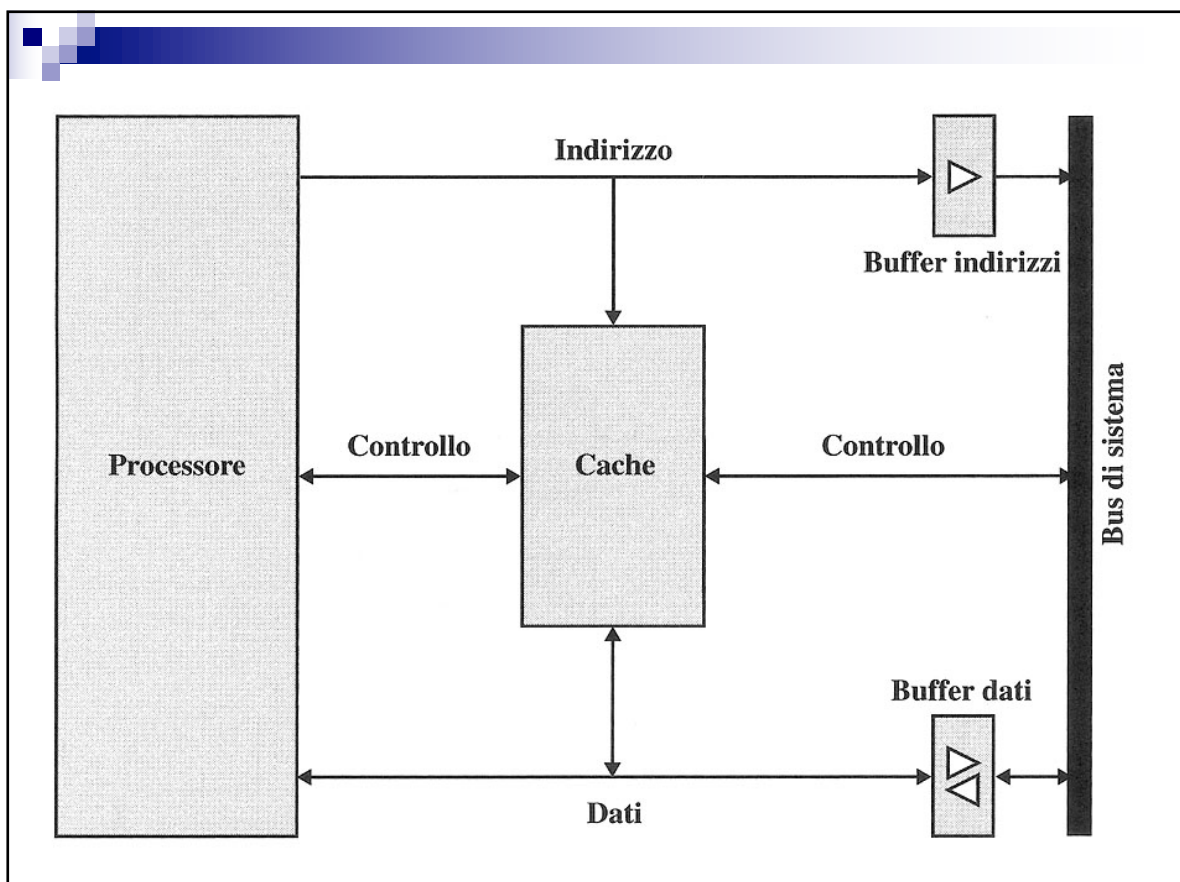 Indirizzo
Buffer indirizzi
Processore
Controllo
Cache
Controllo
Bus di sistema
Buffer dati
Dati